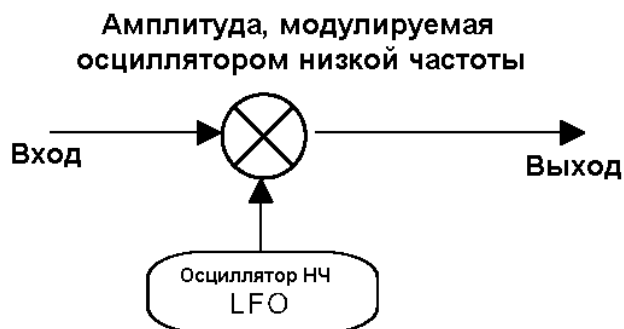 Амплитуда, модулируемая
осциллятором низкой частоты
Вход
Выход
Осциллятор НЧ
LFO